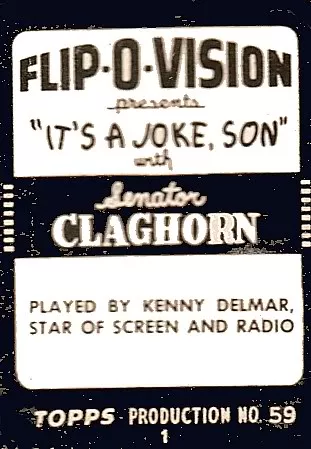 FLIP-O-VISION
presents
"IT'S A JOKE, SON"
with
Senator
CLAGHORN
PLAYED BY KENNY DELMAR,
STAR OF SCREEN AND RADIO
TOPPS PRODUCTION NO. 59
1